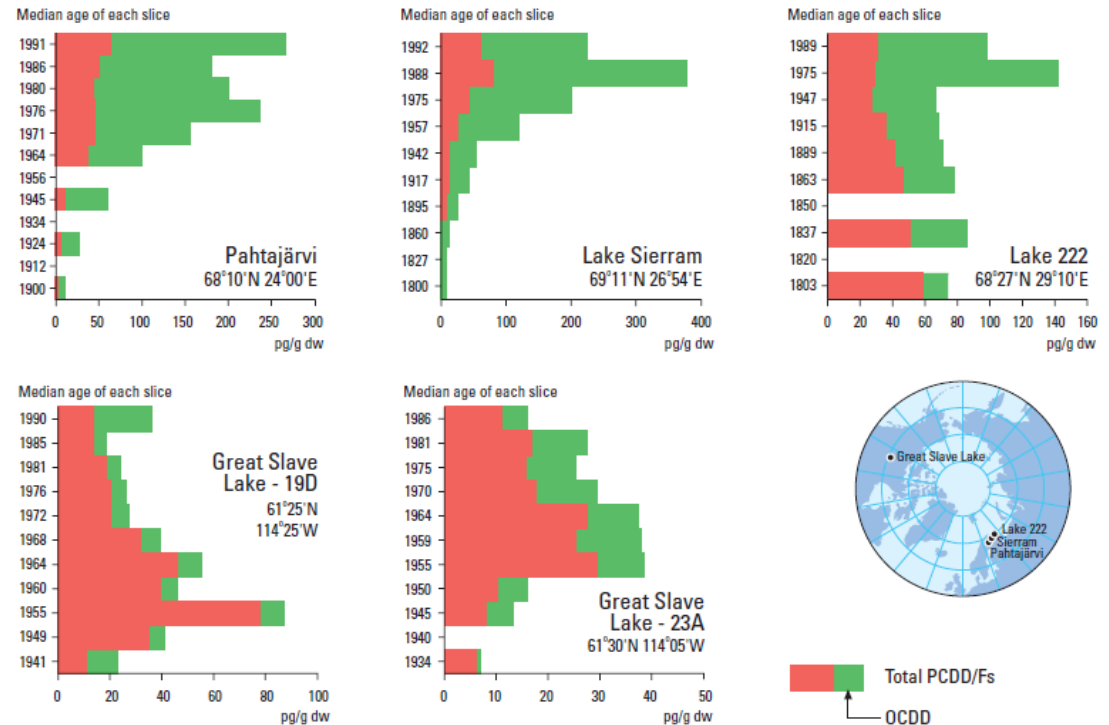 Median age of each slice
1991
1986
1980
1976
1971
1964
1956
1945
1934
1924
1912
1900
Pahtajärvi
68°10'N 24°00'E
0 50 100 150 200 250 300
pg/g dw
Median age of each slice
1992
1988
1975
1957
1942
1917
1895
1860
1827
1800
Lake Sierram
69°11'N 26°54'E
0 100 200 300 400
pg/g dw
Median age of each slice
1989
1975
1947
1915
1889
1863
1850
1837
1820
1803
Lake 222
68°27'N 29°10'E
0 20 40 60 80 100 120 140 160
pg/g dw
Median age of each slice
1990
1985
1981
1976
1972
1968
1964
1960
1955
1949
1941
Great Slave
Lake - 19D
61°25'N
114°25'W
0 20 40 60 80 100
pg/g dw
Median age of each slice
1986
1981
1975
1970
1964
1959
1955
1950
1945
1940
1934
Great Slave
Lake - 23A
61°30'N 114°05'W
0 10 20 30 40 50
pg/g dw
Great Slave Lake
Lake 222
Sierram
Pahtajärvi
Total PCDD/Fs
OCDD